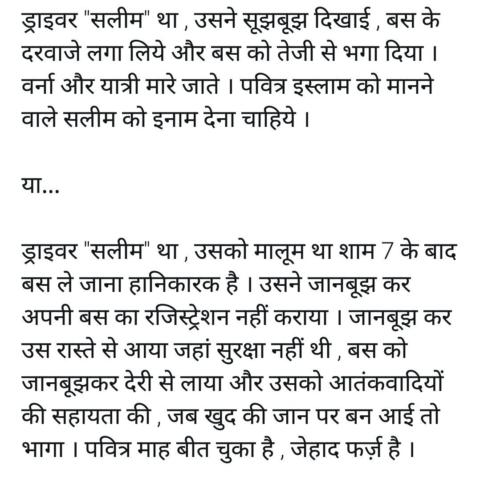 ड्राइवर "सलीम" था , उसने सूझबूझ दिखाई , बस के
दरवाजे लगा लिये और बस को तेजी से भगा दिया ।
वर्ना और यात्री मारे जाते । पवित्र इस्लाम को मानने
वाले सलीम को इनाम देना चाहिये ।
या...
ड्राइवर "सलीम" था , उसको मालूम था शाम 7 के बाद
बस ले जाना हानिकारक है । उसने जानबूझ कर
अपनी बस का रजिस्ट्रेशन नहीं कराया । जानबूझ कर
उस रास्ते से आया जहां सुरक्षा नहीं थी , बस को
जानबूझकर देरी से लाया और उसको आतंकवादियों
की सहायता की , जब खुद की जान पर बन आई तो
भागा । पवित्र माह बीत चुका है , जेहाद फर्ज़ है ।